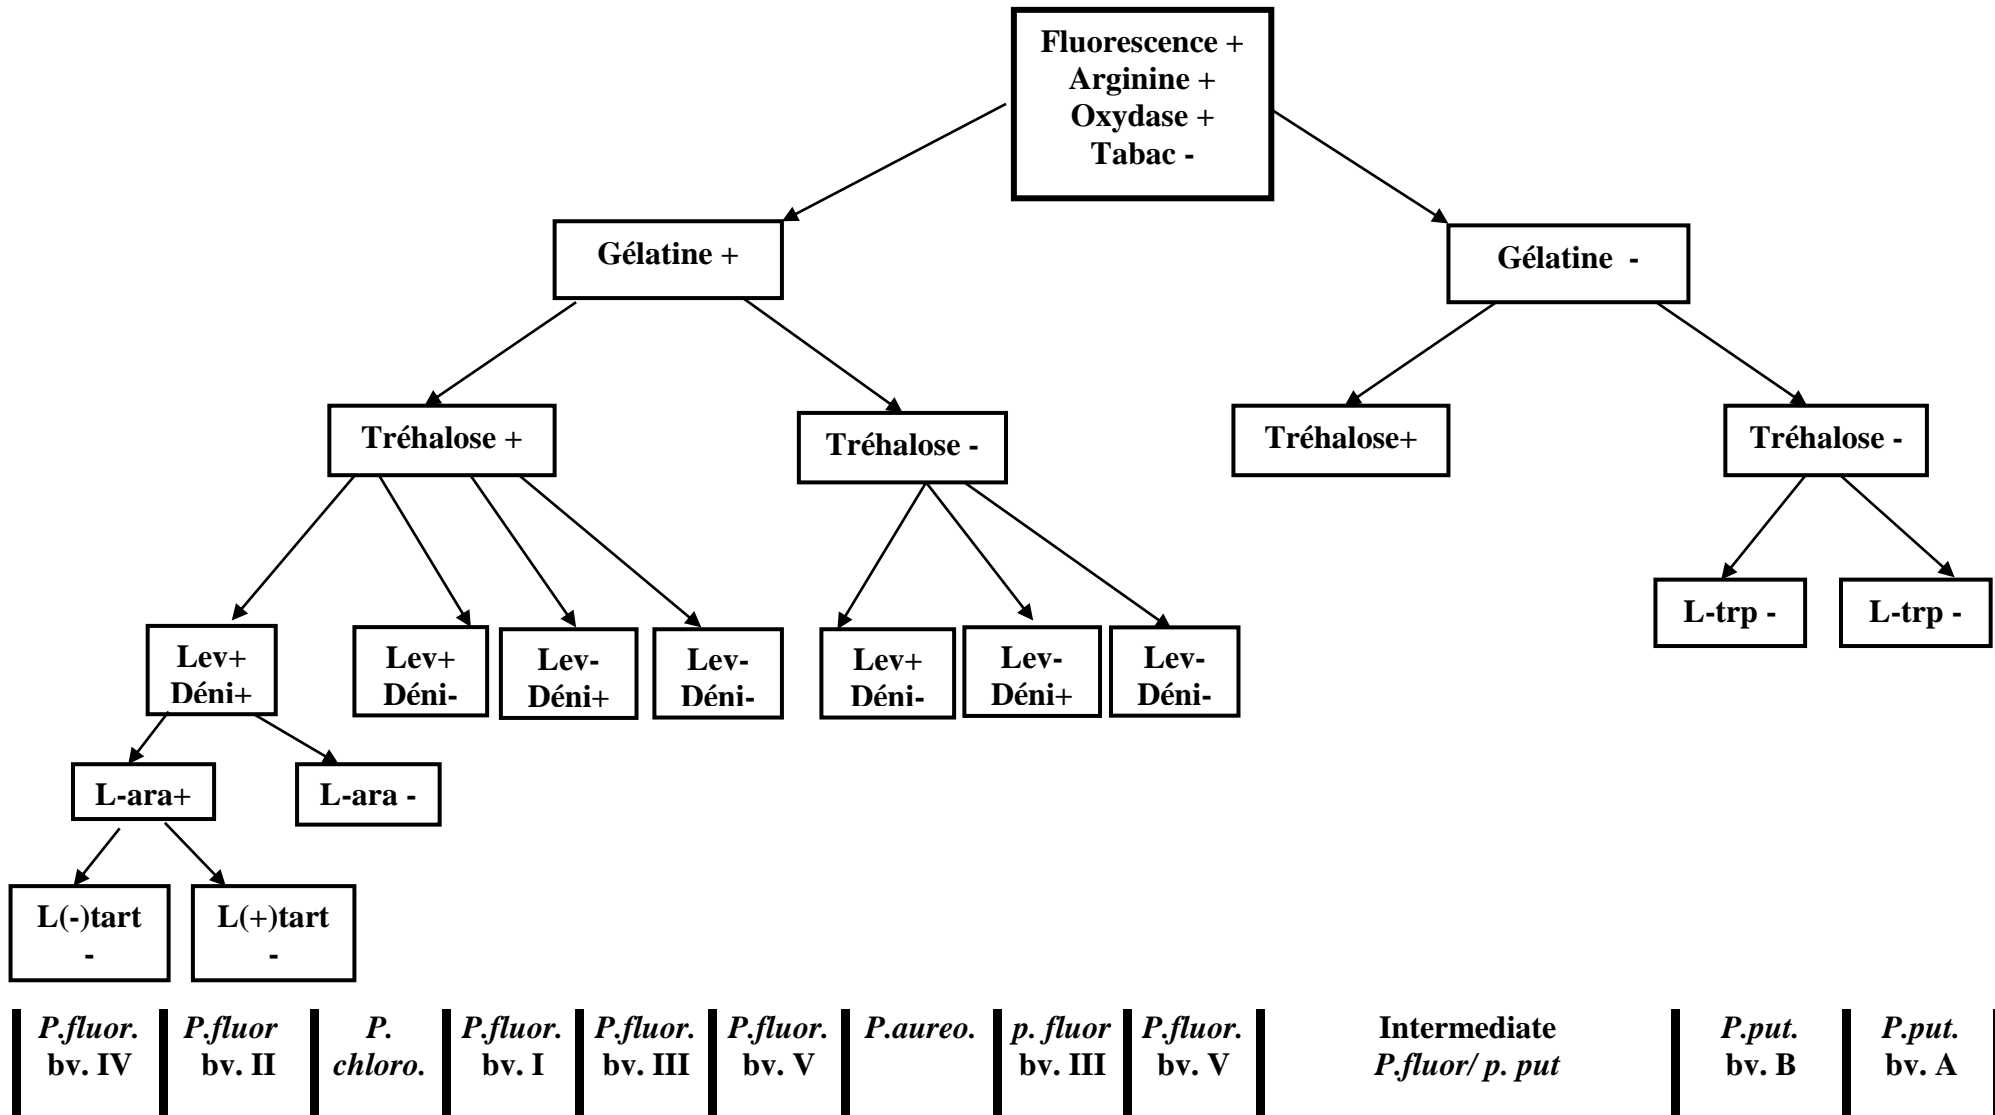 Fluorescence +
Arginine +
Oxydase +
Tabac -
Gélatine +
Gélatine -
Tréhalose +
Tréhalose -
Tréhalose+
Tréhalose -
Lev+
Déni+
Lev+
Déni-
Lev-
Déni+
Lev-
Déni-
Lev+
Déni-
Lev-
Déni+
Lev-
Déni-
L-trp -
L-trp -
L-ara+
L-ara -
L(-)tart
-
L(+)tart
-
P.fluor.
bv. IV
P.fluor
bv. II
P.
chloro.
P.fluor.
bv. I
P.fluor.
bv. III
P.fluor.
bv. V
P.aureo.
p. fluor
bv. III
P.fluor.
bv. V
Intermediate
P.fluor/ p. put
P.put.
bv. B
P.put.
bv. A